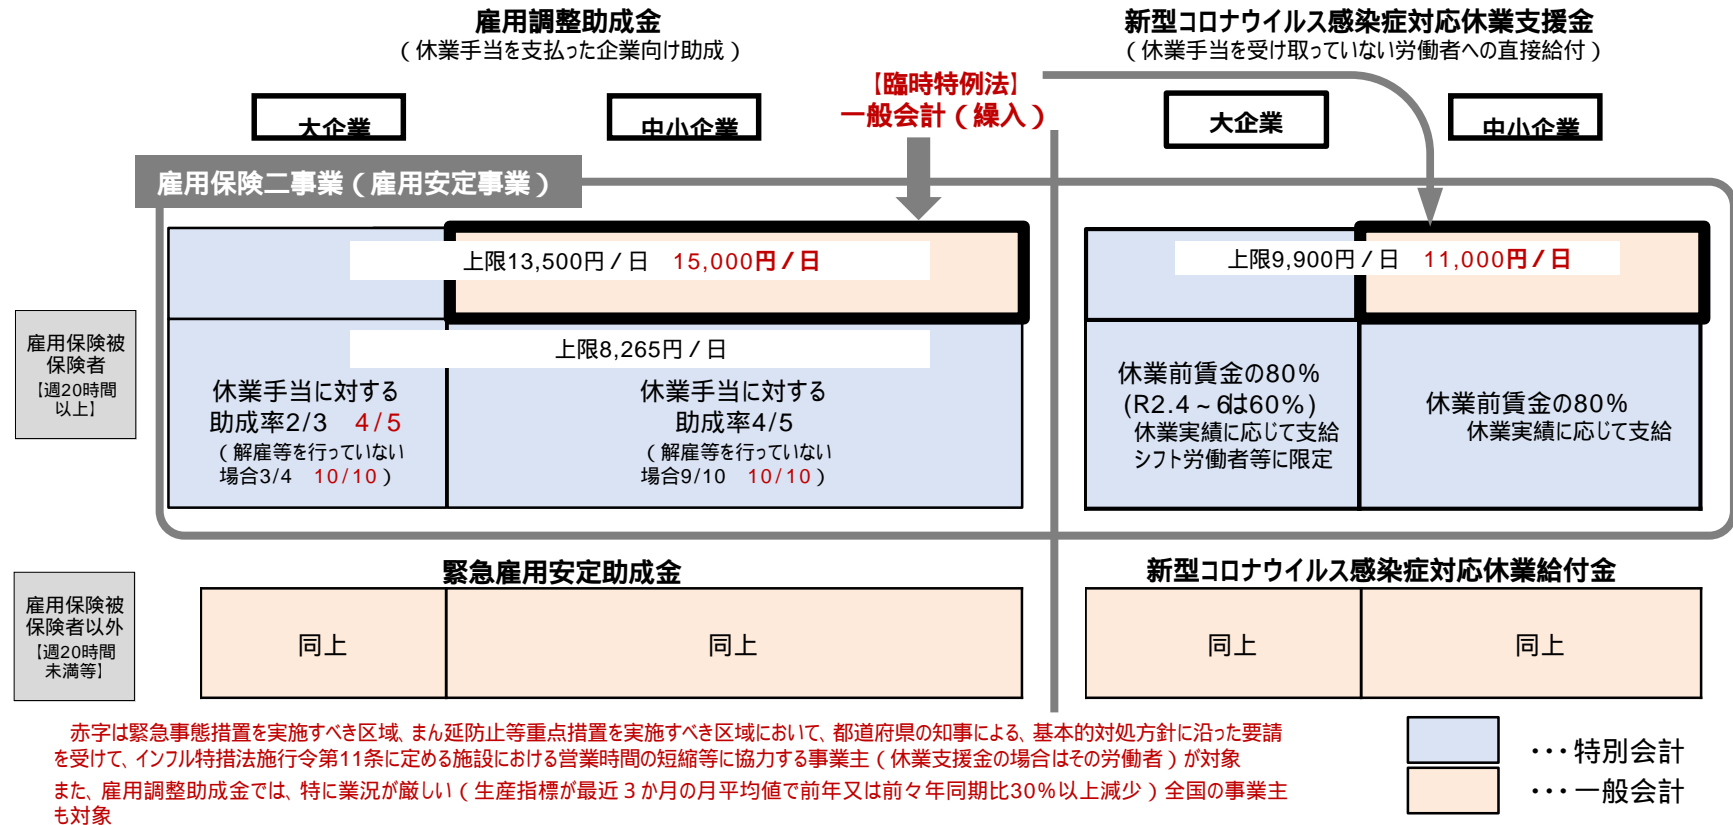 雇用調整助成金
（休業手当を支払った企業向け助成）
新型コロナウイルス感染症対応休業支援金
（休業手当を受け取っていない労働者への直接給付）
【臨時特例法】
一般会計（繰入）
大企業
中小企業
大企業
中小企業
雇用保険二事業（雇用安定事業）
上限13,500円／日　15,000円／日
上限9,900円／日　11,000円／日
雇用保険被
保険者
【週20時間
以上】
上限8,265円／日
休業手当に対する
助成率2/3　4/5
（解雇等を行っていない
場合3/4　10/10）
休業手当に対する
助成率4/5
（解雇等を行っていない
場合9/10　10/10）
休業前賃金の80%
(R2.4～6は60%)
休業実績に応じて支給
シフト労働者等に限定
休業前賃金の80%
休業実績に応じて支給
緊急雇用安定助成金
新型コロナウイルス感染症対応休業給付金
雇用保険被
保険者以外
【週20時間
未満等】
同上
同上
同上
同上
赤字は緊急事態措置を実施すべき区域、まん延防止等重点措置を実施すべき区域において、都道府県の知事による、基本的対処方針に沿った要請
を受けて、インフル特措法施行令第11条に定める施設における営業時間の短縮等に協力する事業主（休業支援金の場合はその労働者）が対象
また、雇用調整助成金では、特に業況が厳しい（生産指標が最近３か月の月平均値で前年又は前々年同期比30％以上減少）全国の事業主
も対象
・・・特別会計
・・・一般会計